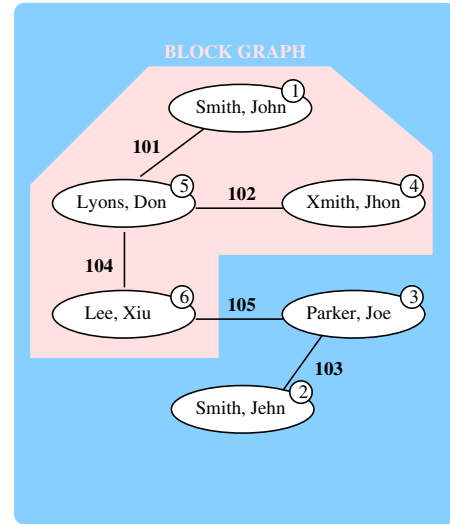 BLOCK GRAPH
1
Smith, John
101
5
4
Lyons, Don
102
Xmith, Jhon
104
6
3
Lee, Xiu
105
Parker, Joe
103
2
Smith, Jehn